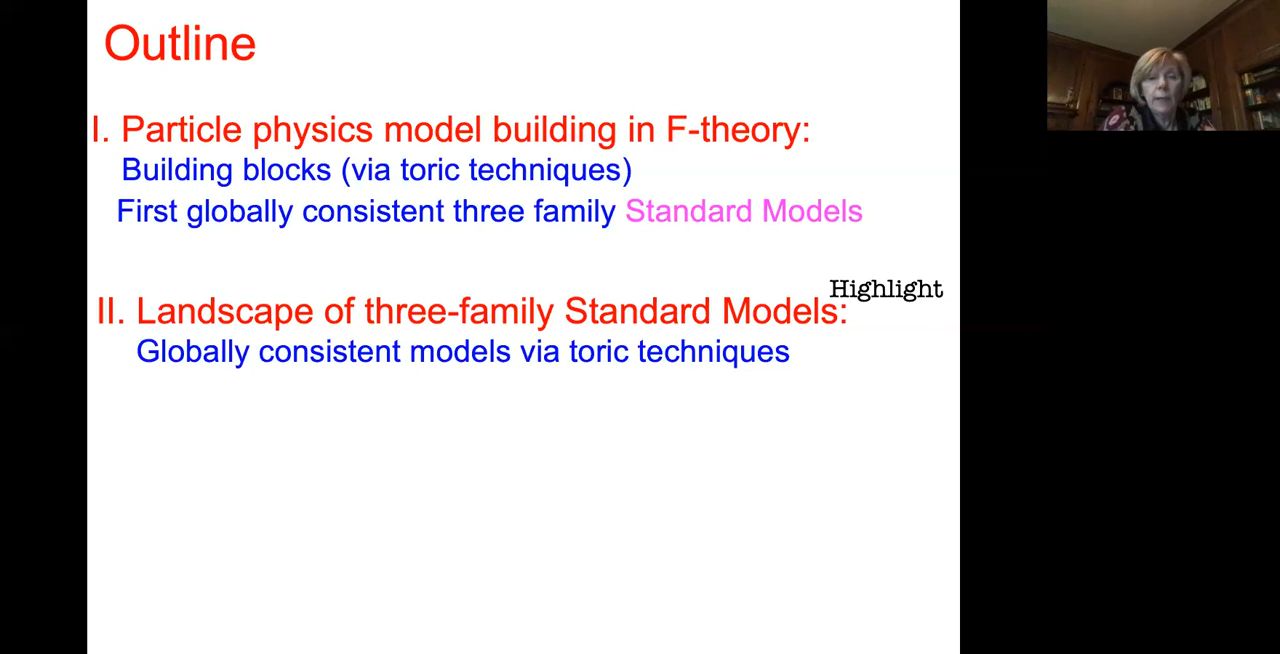 Outline
I. Particle physics model building in F-theory:
Building blocks (via toric techniques)
First globally consistent three family Standard Models
Highlight
II. Landscape of three-family Standard Models:
Globally consistent models via toric techniques